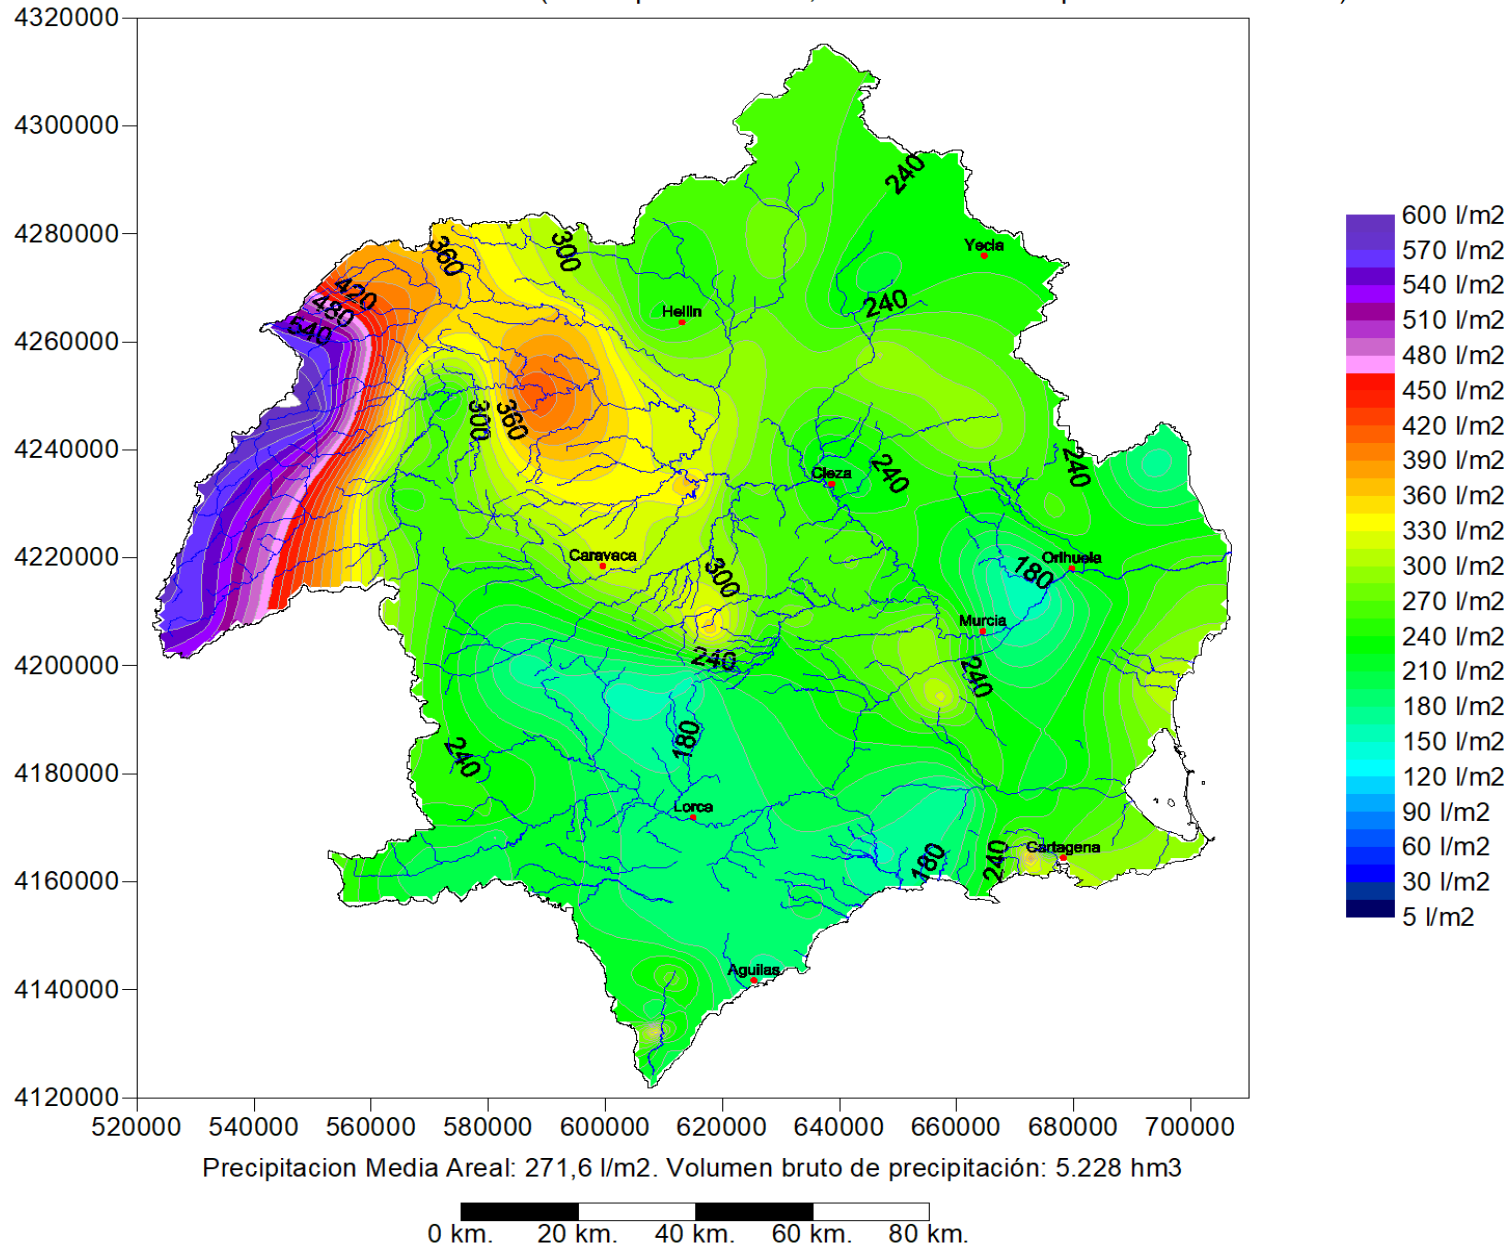 4320000
4300000
4280000
4260000
4240000
4220000
4200000
4180000
4160000
4140000
4120000
520000 540000 560000 580000 600000 620000 640000 660000 680000 700000
240
Yecla
300
360
420
480
540
240
Hellin
300
360
240
Cieza
240
Caravaca
300
Orihuela
180
Murcia
240
240
180
240
Lorca
180
240
Cartagena
Aguilas
600 l/m2
570 l/m2
540 l/m2
510 l/m2
480 l/m2
450 l/m2
420 l/m2
390 l/m2
360 l/m2
330 l/m2
300 l/m2
270 l/m2
240 l/m2
210 l/m2
180 l/m2
150 l/m2
120 l/m2
90 l/m2
60 l/m2
30 l/m2
5 l/m2
Precipitacion Media Areal: 271,6 l/m2. Volumen bruto de precipitación: 5.228 hm3
0 km. 20 km. 40 km. 60 km. 80 km.